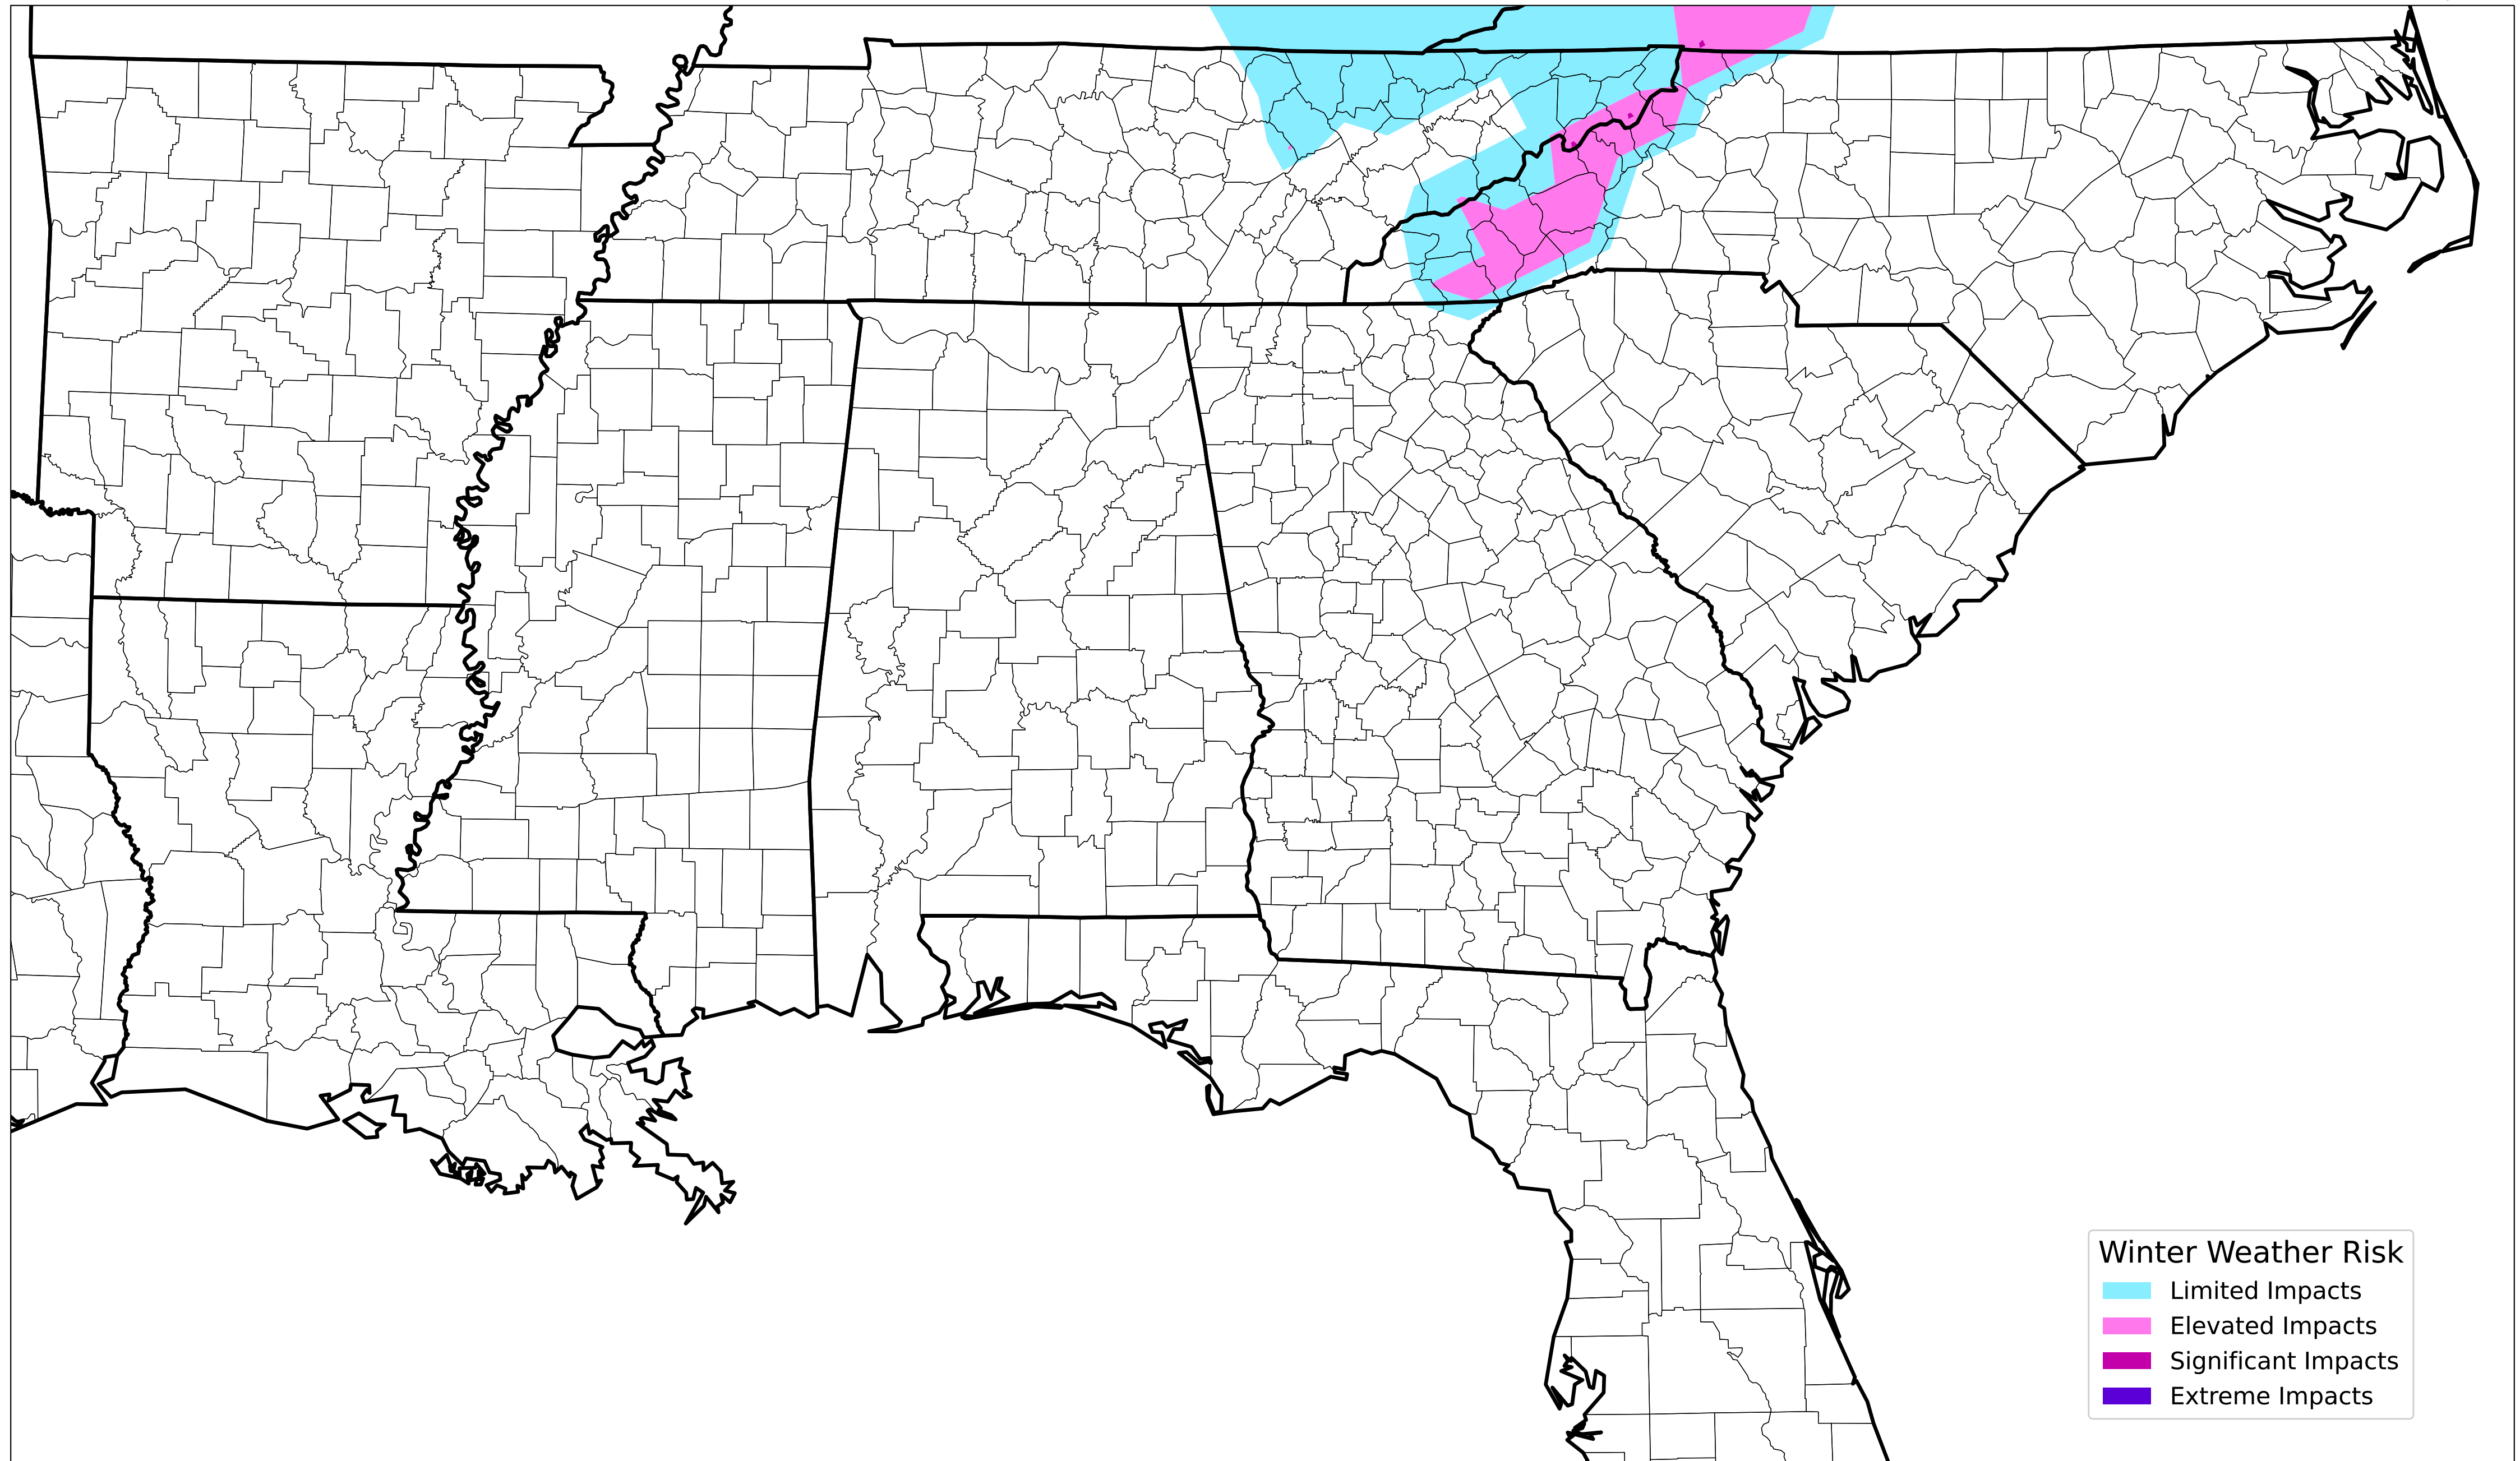 Winter Weather Risk
Limited Impacts
Elevated Impacts
Significant Impacts
Extreme Impacts